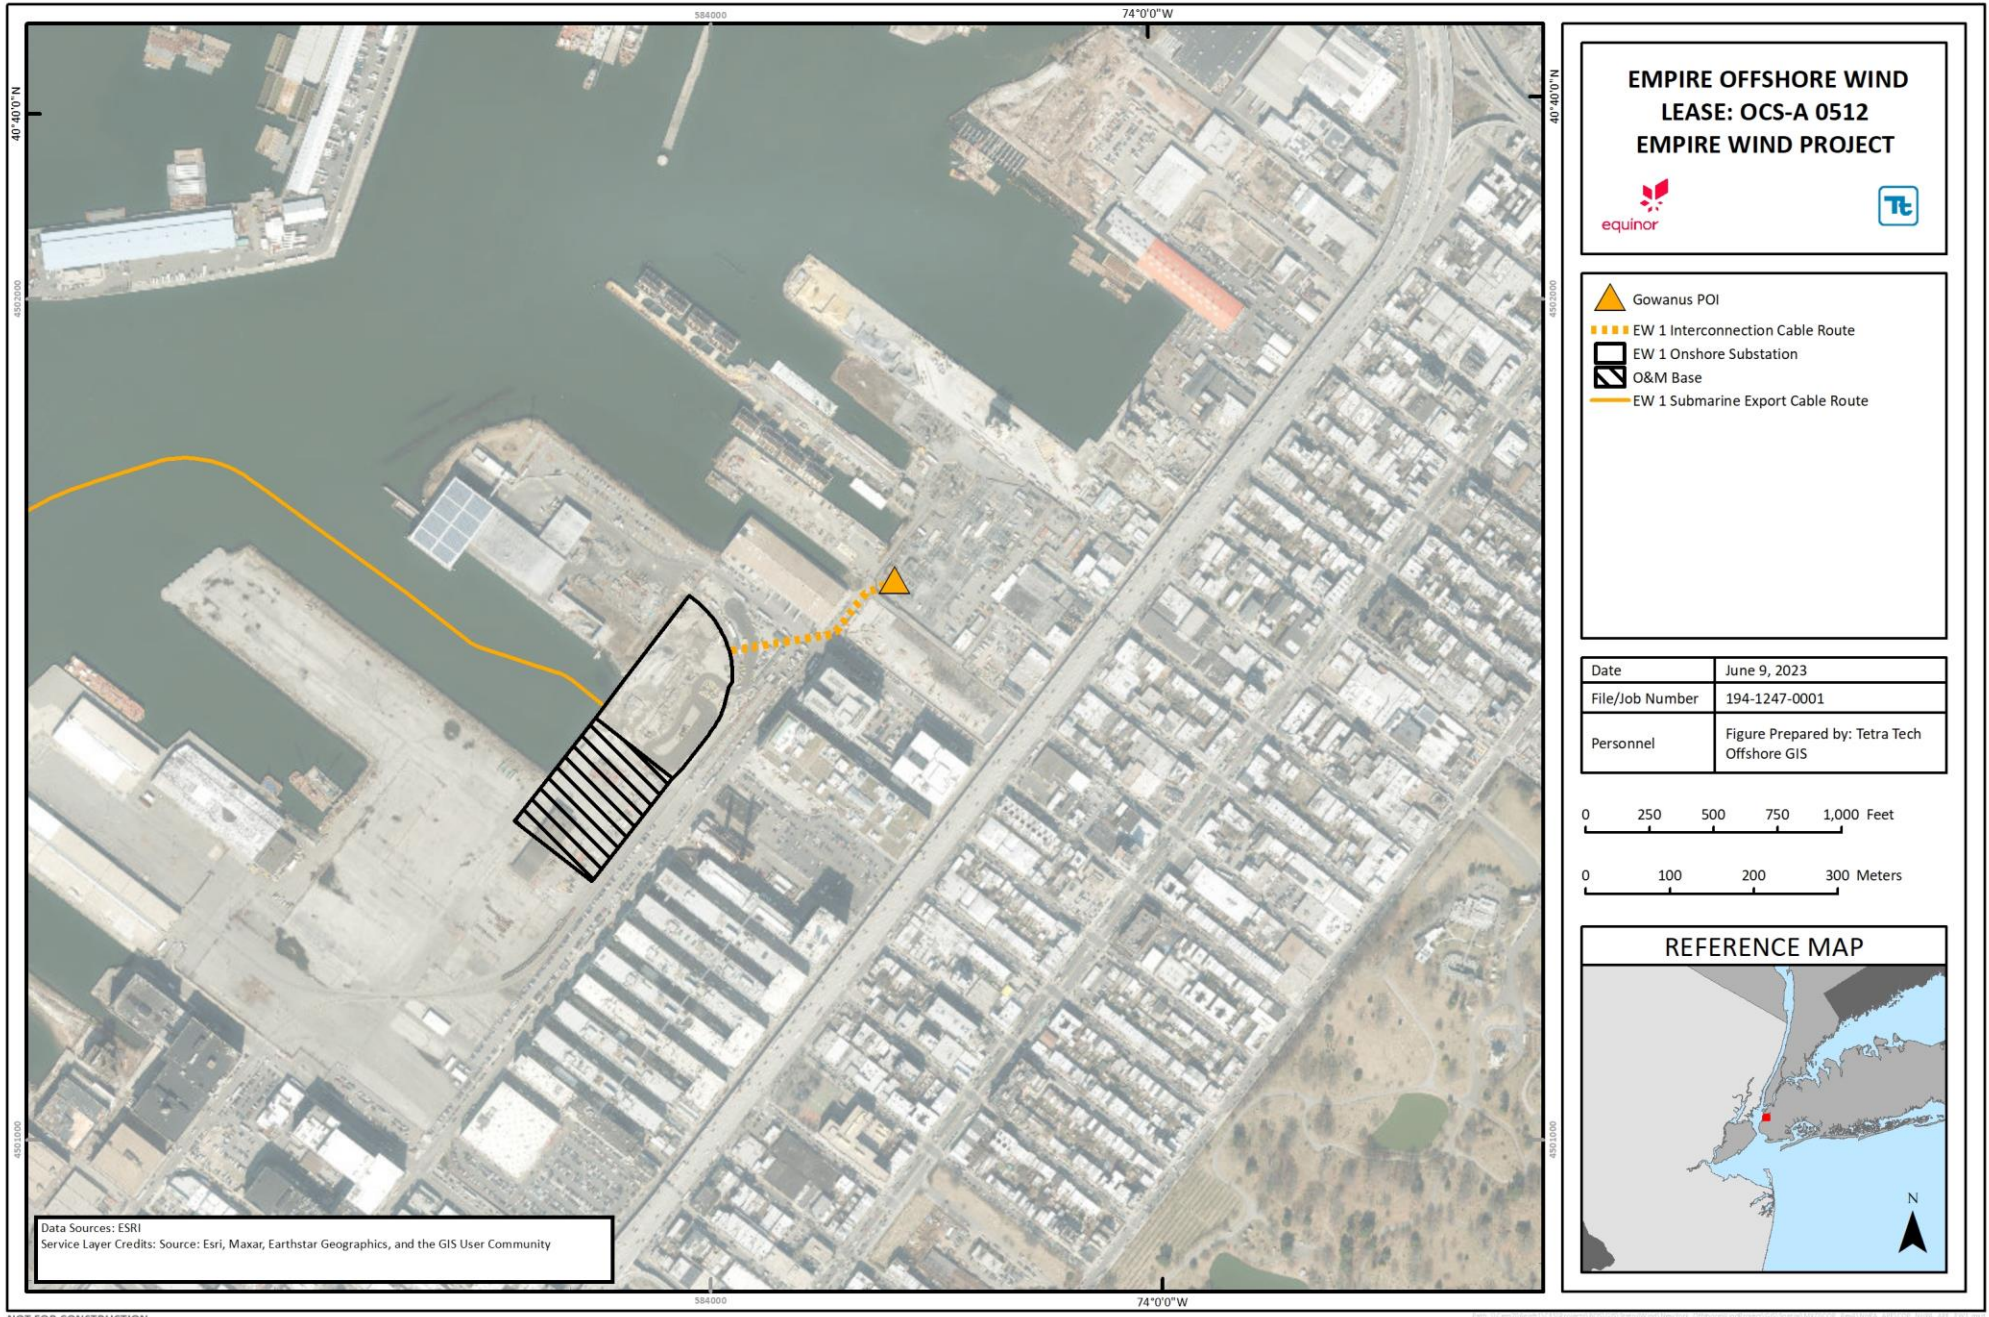 584000
74°0'0"W
40°40'0"N
40°40'0"N
4502000
4502000
4501000
4501000
EMPIRE OFFSHORE WIND
LEASE: OCS-A 0512
EMPIRE WIND PROJECT
equinor
Tt
Gowanus POI
EW 1 Interconnection Cable Route
EW 1 Onshore Substation
O&M Base
EW 1 Submarine Export Cable Route
Date June 9, 2023
File/Job Number 194-1247-0001
Personnel Figure Prepared by: Tetra Tech
Offshore GIS
0 250 500 750 1,000 Feet
0 100 200 300 Meters
REFERENCE MAP
N
Data Sources: ESRI
Service Layer Credits: Source: Esri, Maxar, Earthstar Geographics, and the GIS User Community
584000
74°0'0"W
NOT FOR CONSTRUCTION